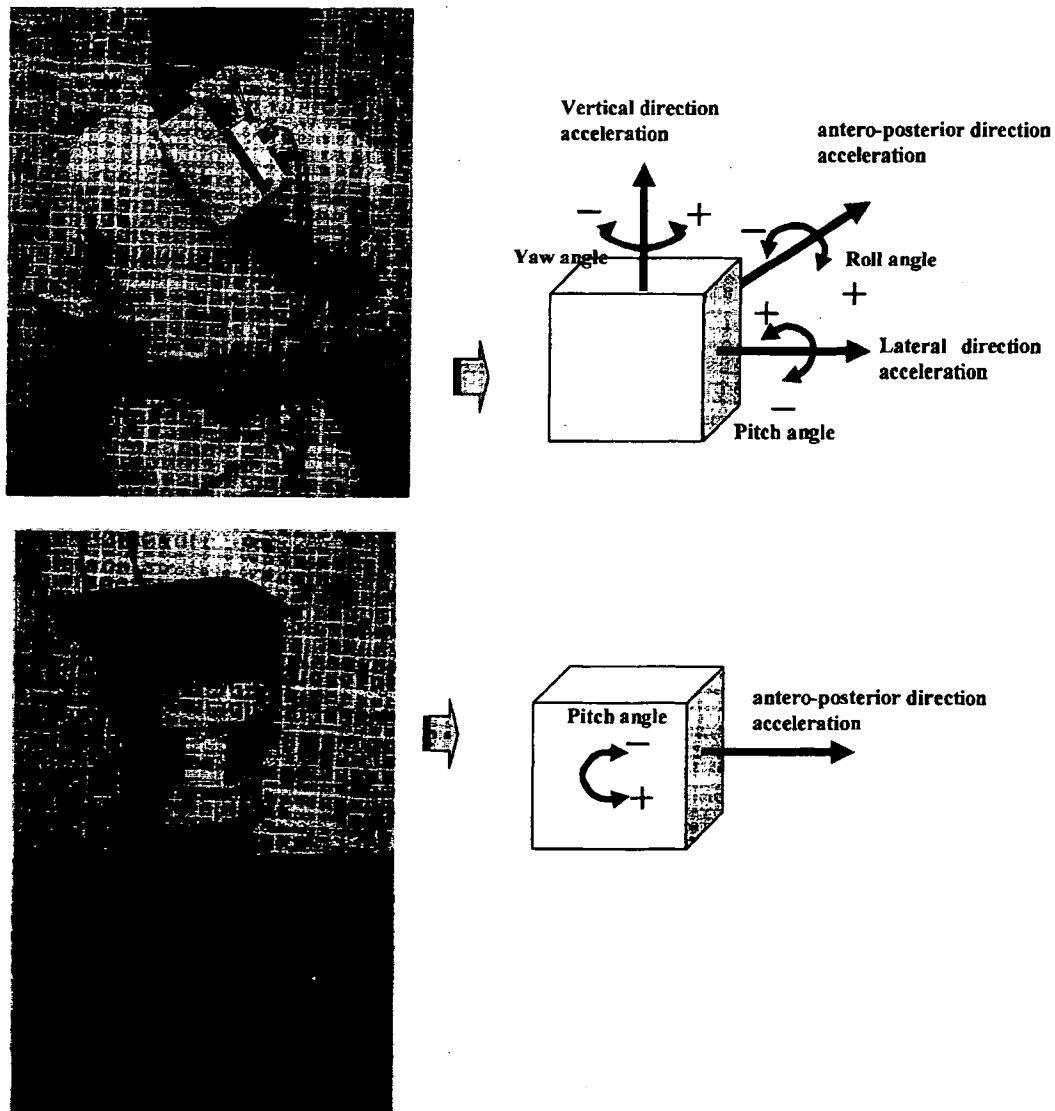 Vertical direction
acceleration
antero-posterior direction
acceleration
− +
Yaw angle
−
Roll angle
+
+
Lateral direction
acceleration
−
Pitch angle
Pitch angle
−
+
antero-posterior direction
acceleration